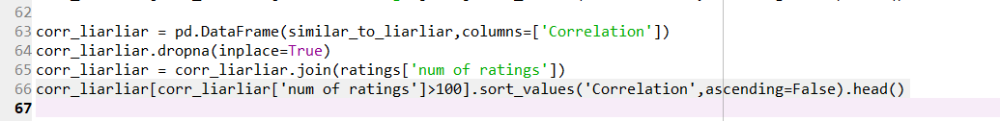 62
63 corr_liarliar = pd.DataFrame(similar_to_liarliar,columns=['Correlation'])
64 corr_liarliar.dropna(inplace=True)
65 corr_liarliar = corr_liarliar.join(ratings['num of ratings'])
66 corr_liarliar[corr_liarliar['num of ratings']>100].sort_values('Correlation',ascending=False).head()
67